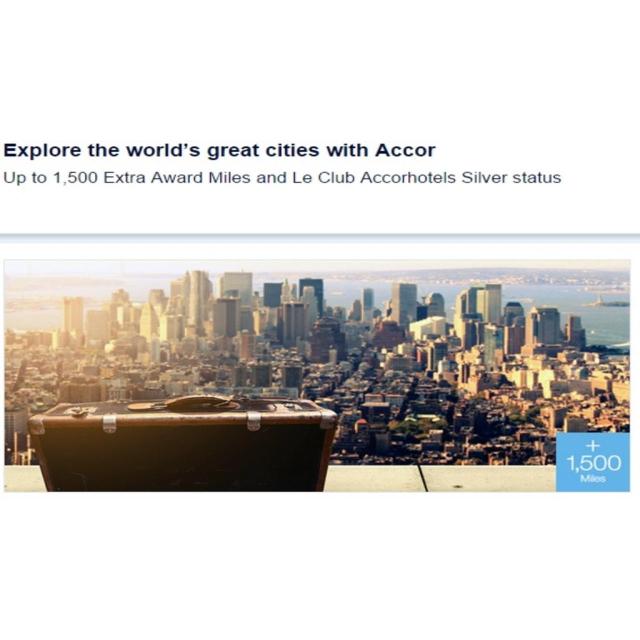 Explore the world's great cities with Accor
Up to 1,500 Extra Award Miles and Le Club Accorhotels Silver status
+
1,500
Miles